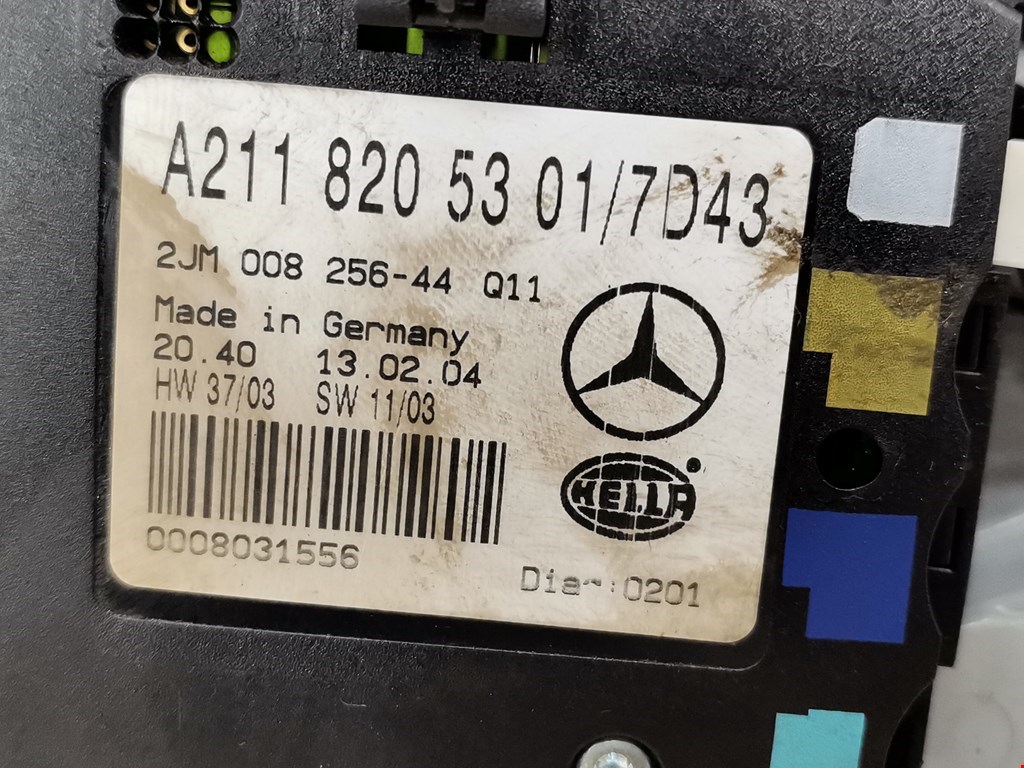 A211 820 53 01/7D43
2JM 008 256-44 Q11
Made in Germany
20.40 13.02.04
HW 37/03 SW 11/03
0008031556
HELLA
0201